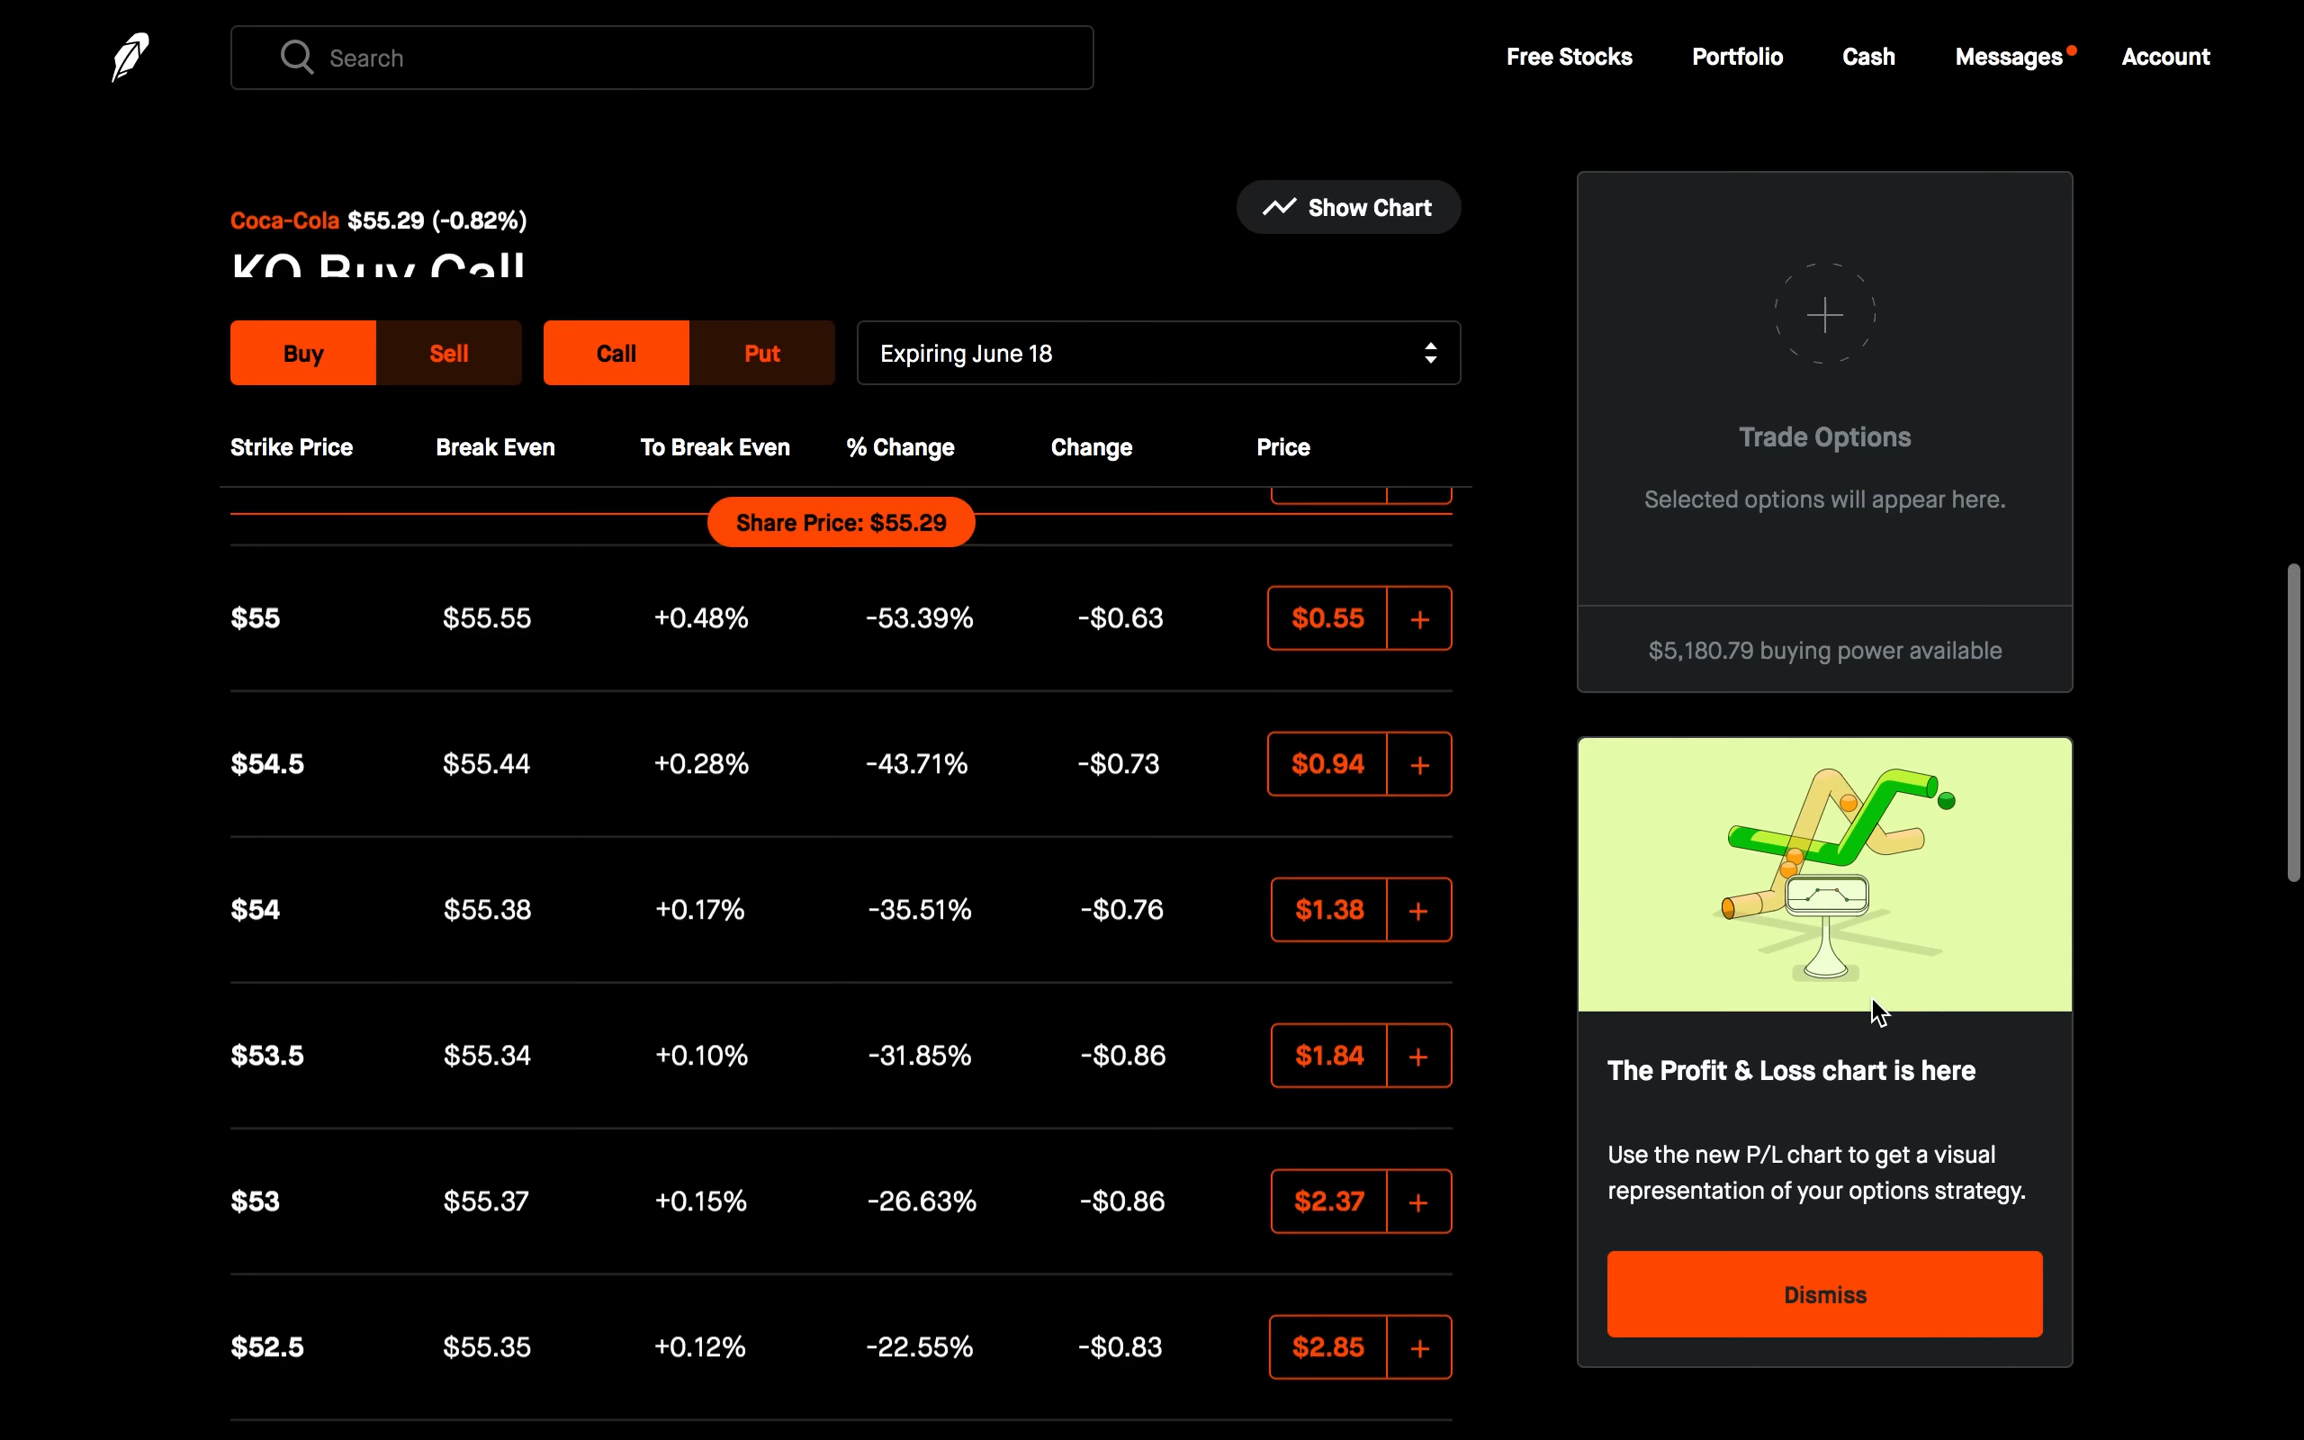 Search
Free Stocks Portfolio Cash Messages Account
Coca-Cola $55.29 (-0.82%)
Show Chart
KO Buy Call
Buy Sell Call Put Expiring June 18
Strike Price Break Even To Break Even % Change Change Price
Share Price: $55.29
$55 $55.55 +0.48% -53.39% -$0.63 $0.55 +
$54.5 $55.44 +0.28% -43.71% -$0.73 $0.94 +
$54 $55.38 +0.17% -35.51% -$0.76 $1.38 +
$53.5 $55.34 +0.10% -31.85% -$0.86 $1.84 +
$53 $55.37 +0.15% -26.63% -$0.86 $2.37 +
$52.5 $55.35 +0.12% -22.55% -$0.83 $2.85 +
Trade Options
Selected options will appear here.
$5,180.79 buying power available
The Profit & Loss chart is here
Use the new P/L chart to get a visual
representation of your options strategy.
Dismiss